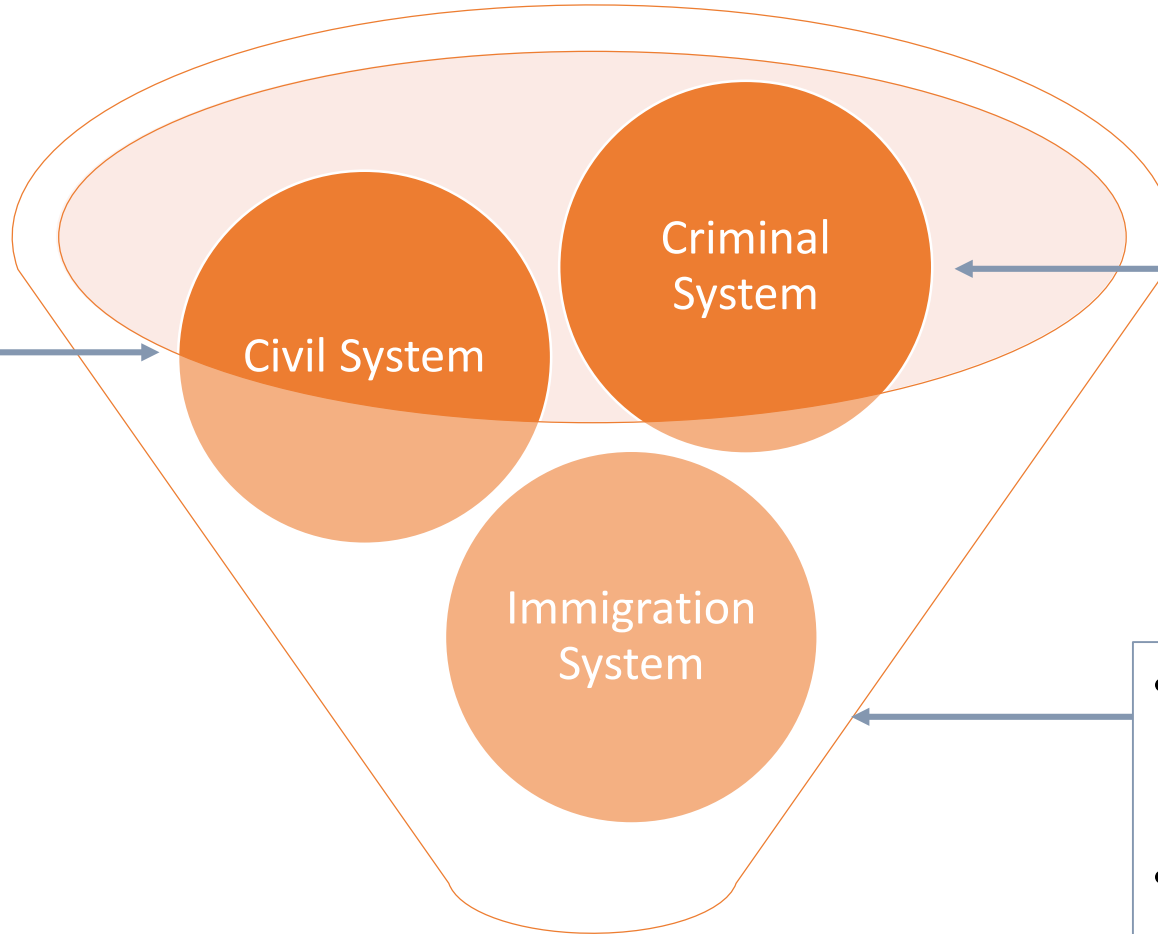 Criminal
System
Civil System
Immigration
System
•
•